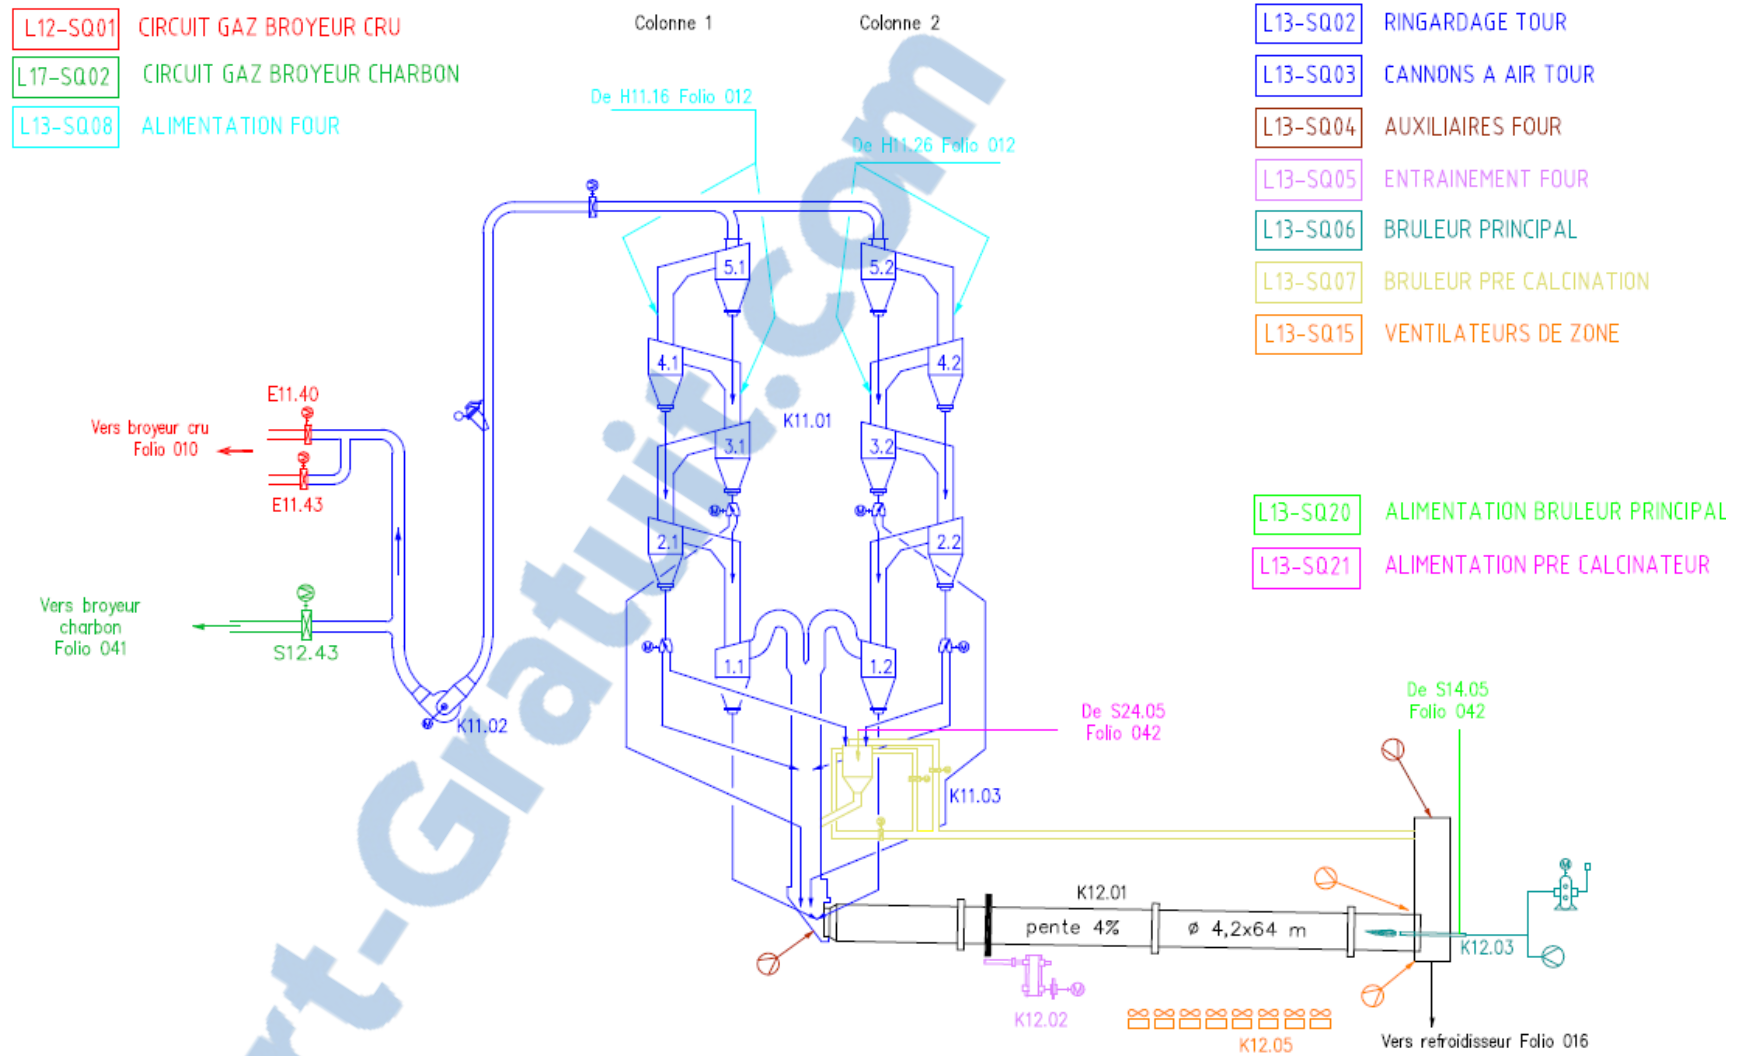 L12-SQ01 CIRCUIT GAZ BROYEUR CRU
L17-SQ02 CIRCUIT GAZ BROYEUR CHARBON
L13-SQ08 ALIMENTATION FOUR
Colonne 1
Colonne 2
L13-SQ02 RINGARDAGE TOUR
L13-SQ03 CANNONS A AIR TOUR
L13-SQ04 AUXILIAIRES FOUR
L13-SQ05 ENTRAINEMENT FOUR
L13-SQ06 BRULEUR PRINCIPAL
L13-SQ07 BRULEUR PRE CALCINATION
L13-SQ15 VENTILATEURS DE ZONE
L13-SQ20 ALIMENTATION BRULEUR PRINCIPAL
L13-SQ21 ALIMENTATION PRE CALCINATEUR
De H11.16 Folio 012
De H11.26 Folio 012
5.1
5.2
4.1
4.2
K11.01
3.1
3.2
2.1
2.2
1.1
1.2
E11.40
Vers broyeur cru
Folio 010
E11.43
Vers broyeur
charbon
Folio 041
S12.43
M
K11.02
M
M
M
M
De S24.05
Folio 042
K11.03
De S14.05
Folio 042
K12.01
pente 4%
ø 4,2x64 m
M
K12.03
M
K12.02
K12.05
Vers refroidisseur Folio 016
rt-Gratuit.com